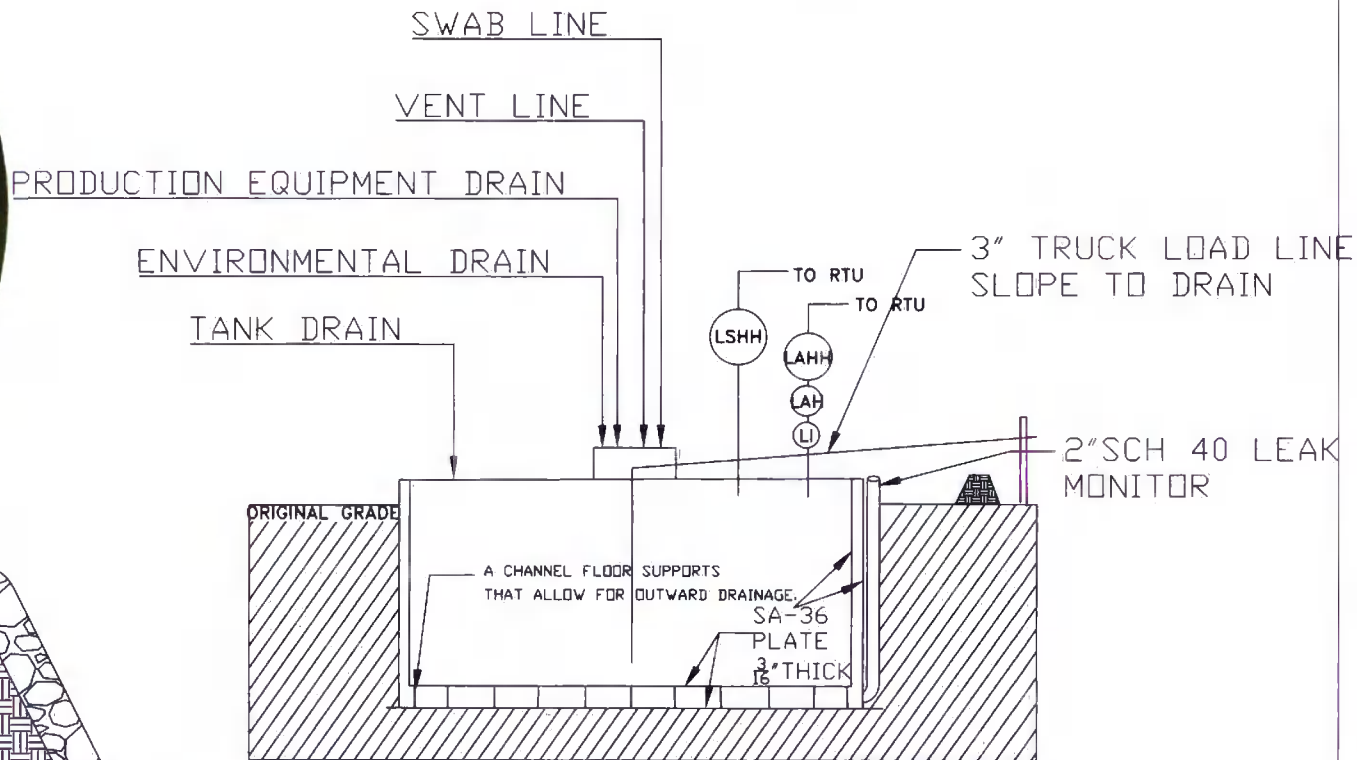 SWAB LINE
VENT LINE
PRODUCTION EQUIPMENT DRAIN
ENVIRONMENTAL DRAIN
TANK DRAIN
TO RTU
TO RTU
3" TRUCK LOAD LINE
SLOPE TO DRAIN
LSHH
LAHH
LAH
LI
2"SCH 40 LEAK
MONITOR
ORIGINAL GRADE
A CHANNEL FLOOR SUPPORTS
THAT ALLOW FOR OUTWARD DRAINAGE.
SA-36
PLATE
3/16"THICK